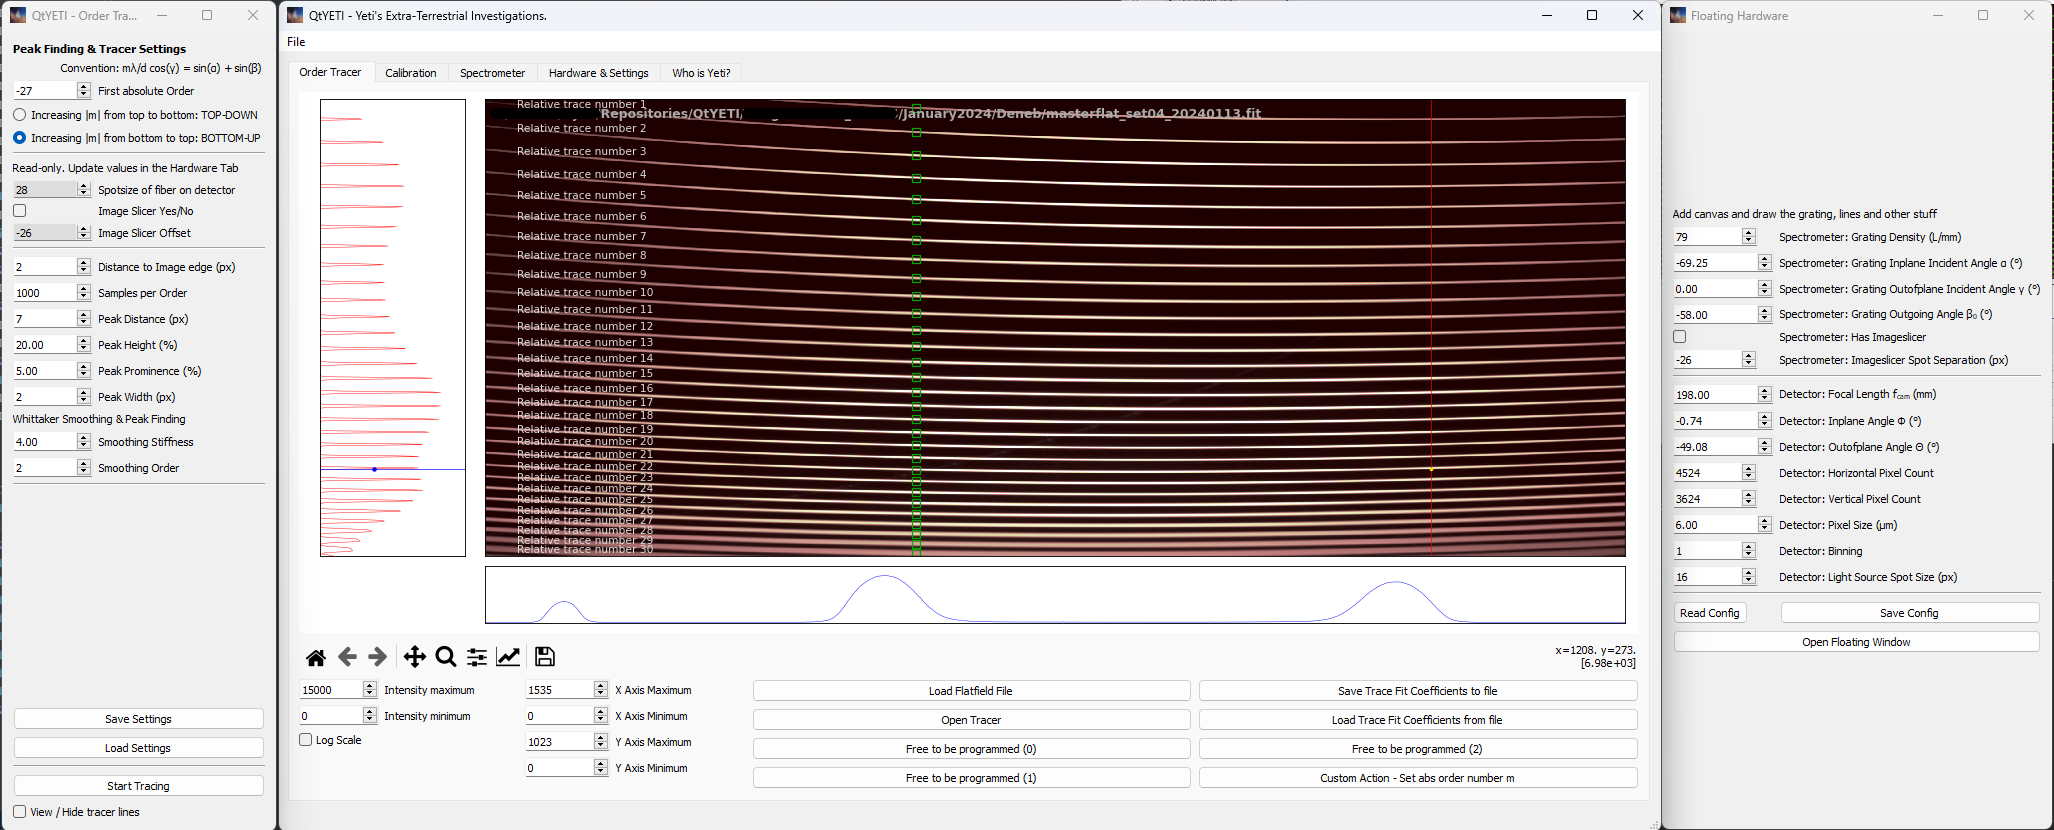 QtYETI - Order Tra...
Peak Finding & Tracer Settings
Convention: mλ/d cos(γ) = sin(α) + sin(β)
-27 First absolute Order
Increasing |m| from top to bottom: TOP-DOWN
Increasing |m| from bottom to top: BOTTOM-UP
Read-only. Update values in the Hardware Tab
28 Spotsize of fiber on detector
Image Slicer Yes/No
-26 Image Slicer Offset
2 Distance to Image edge (px)
1000 Samples per Order
7 Peak Distance (px)
20.00 Peak Height (%)
5.00 Peak Prominence (%)
2 Peak Width (px)
Whittaker Smoothing & Peak Finding
4.00 Smoothing Stiffness
2 Smoothing Order
Save Settings
Load Settings
Start Tracing
View / Hide tracer lines
QtYETI - Yeti's Extra-Terrestrial Investigations.
File
Order Tracer Calibration Spectrometer Hardware & Settings Who is Yeti?
Relative trace number 1
/Repositories/QtYETI/ /January2024/Deneb/masterflat_set04_20240113.fit
Relative trace number 2
Relative trace number 3
Relative trace number 4
Relative trace number 5
Relative trace number 6
Relative trace number 7
Relative trace number 8
Relative trace number 9
Relative trace number 10
Relative trace number 11
Relative trace number 12
Relative trace number 13
Relative trace number 14
Relative trace number 15
Relative trace number 16
Relative trace number 17
Relative trace number 18
Relative trace number 19
Relative trace number 20
Relative trace number 21
Relative trace number 22
Relative trace number 23
Relative trace number 24
Relative trace number 25
Relative trace number 26
Relative trace number 27
Relative trace number 28
Relative trace number 29
Relative trace number 30
x=1208. y=273.
[6.98e+03]
15000 Intensity maximum
0 Intensity minimum
Log Scale
1535 X Axis Maximum
0 X Axis Minimum
1023 Y Axis Maximum
0 Y Axis Minimum
Load Flatfield File
Open Tracer
Free to be programmed (0)
Free to be programmed (1)
Save Trace Fit Coefficients to file
Load Trace Fit Coefficients from file
Free to be programmed (2)
Custom Action - Set abs order number m
Floating Hardware
Add canvas and draw the grating, lines and other stuff
79 Spectrometer: Grating Density (L/mm)
-69.25 Spectrometer: Grating Inplane Incident Angle α (°)
0.00 Spectrometer: Grating Outofplane Incident Angle γ (°)
-58.00 Spectrometer: Grating Outgoing Angle β₀ (°)
Spectrometer: Has Imageslicer
-26 Spectrometer: Imageslicer Spot Separation (px)
198.00 Detector: Focal Length fcam (mm)
-0.74 Detector: Inplane Angle Φ (°)
-49.08 Detector: Outofplane Angle Θ (°)
4524 Detector: Horizontal Pixel Count
3624 Detector: Vertical Pixel Count
6.00 Detector: Pixel Size (µm)
1 Detector: Binning
16 Detector: Light Source Spot Size (px)
Read Config Save Config
Open Floating Window